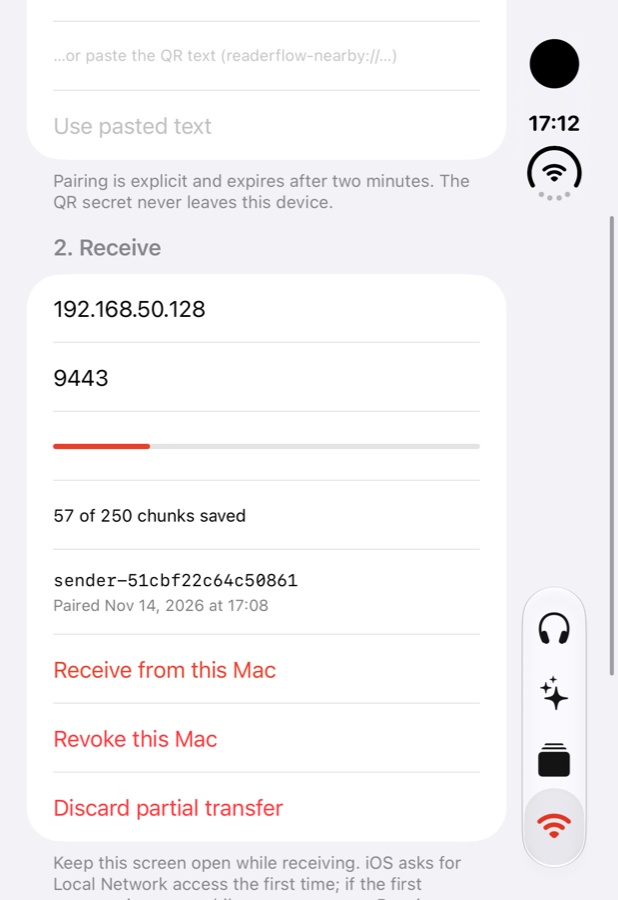 ...or paste the QR text (readerflow-nearby://...)
Use pasted text
Pairing is explicit and expires after two minutes. The
QR secret never leaves this device.
2. Receive
192.168.50.128
9443
57 of 250 chunks saved
sender-51cbf22c64c50861
Paired Nov 14, 2026 at 17:08
Receive from this Mac
Revoke this Mac
Discard partial transfer
Keep this screen open while receiving. iOS asks for
Local Network access the first time; if the first
17:12